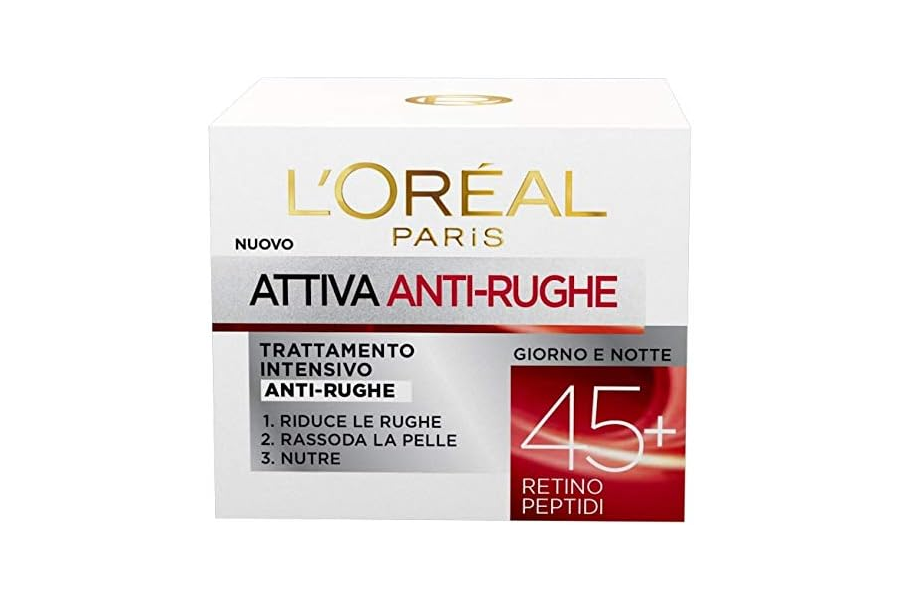 L'ORÉAL
PARiS
NUOVO
ATTIVA ANTI-RUGHE
TRATTAMENTO
INTENSIVO
ANTI-RUGHE
1. RIDUCE LE RUGHE
2. RASSODA LA PELLE
3. NUTRE
GIORNO E NOTTE
45+
RETINO
PEPTIDI